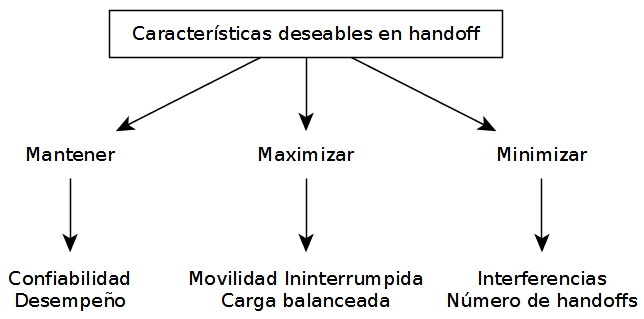 Características deseables en handoff
Mantener
Maximizar
Minimizar
Confiabilidad
Desempeño
Movilidad Ininterrumpida
Carga balanceada
Interferencias
Número de handoffs